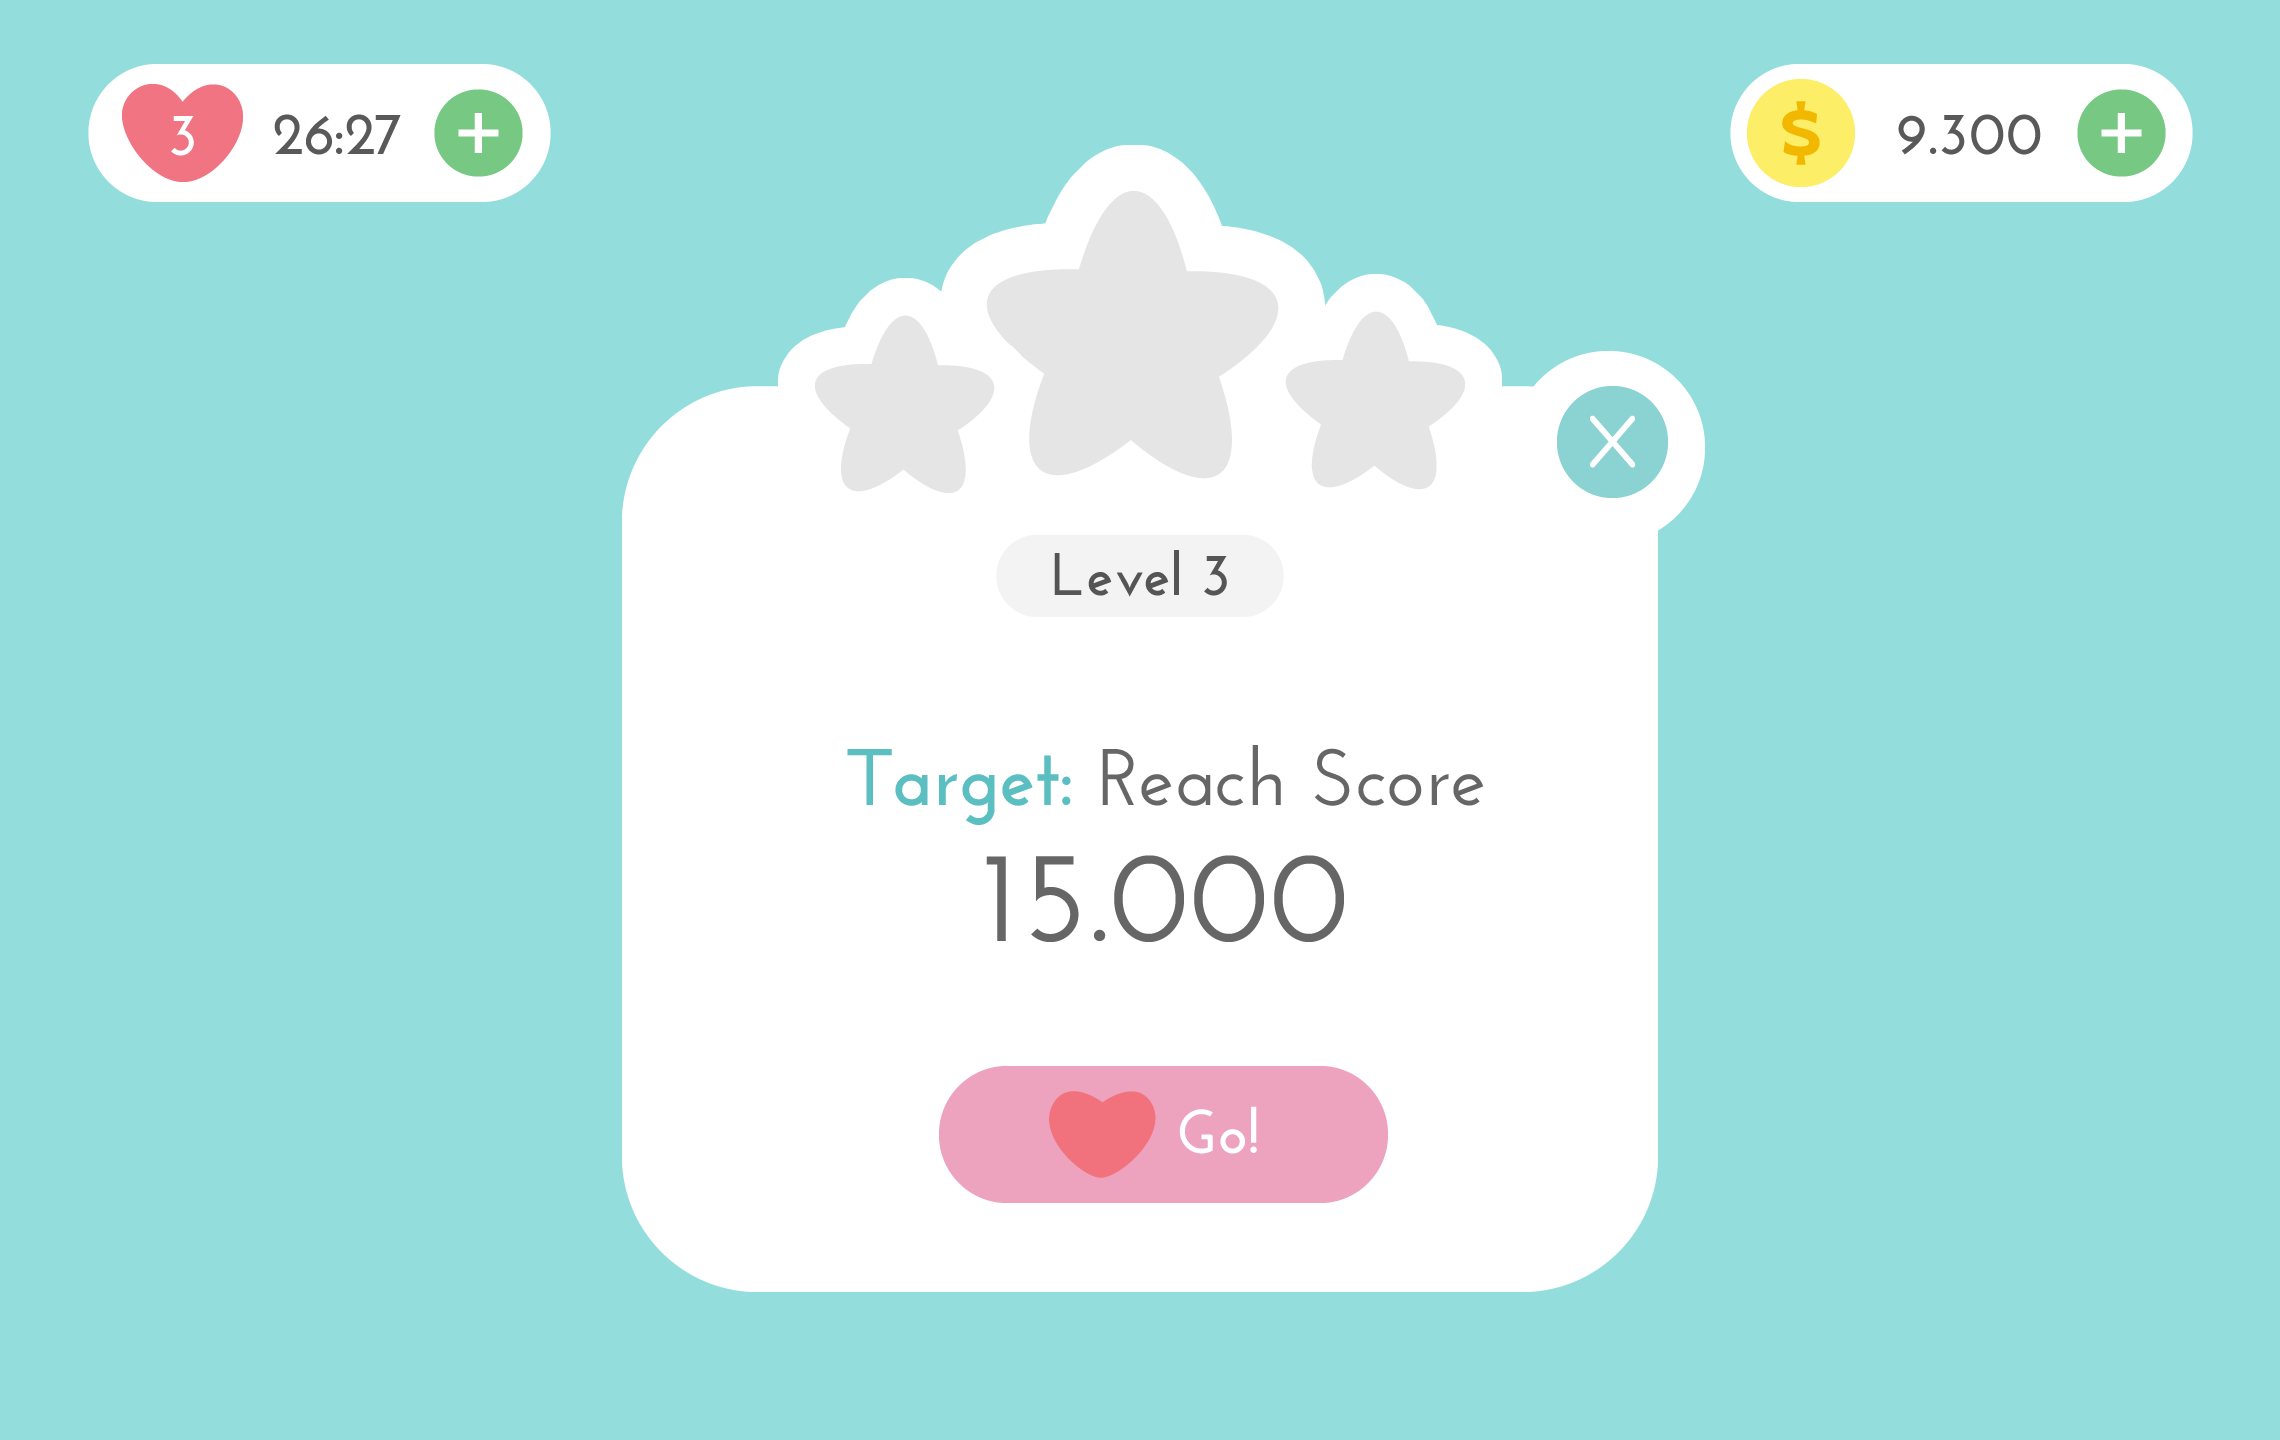 3 26:27 +
$ 9.300 +
X
Level 3
Target: Reach Score
15.000
Go!